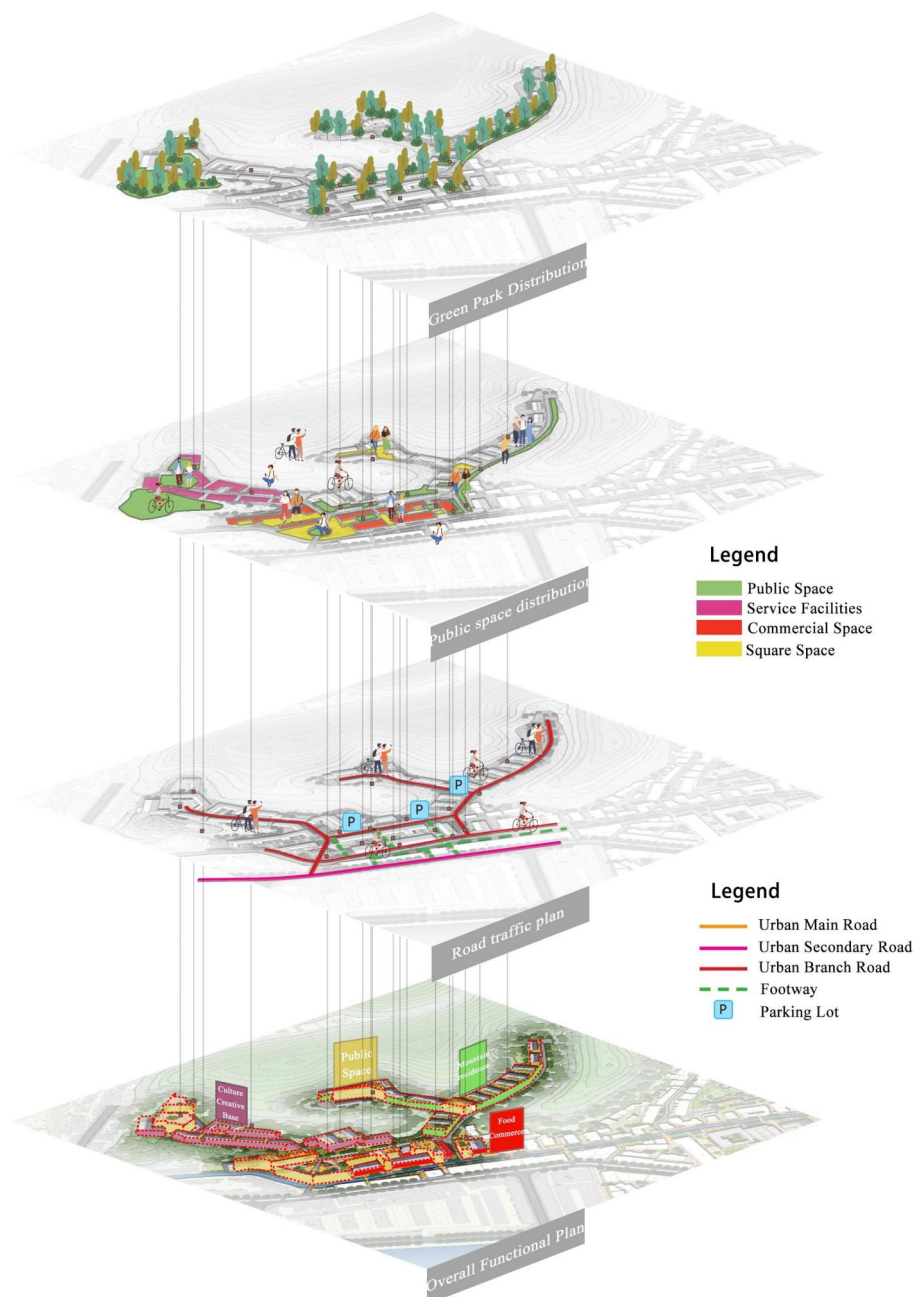 Green Park Distribution
Public space distribution
Legend
Public Space
Service Facilities
Commercial Space
Square Space
P
P
P
Road traffic plan
Legend
Urban Main Road
Urban Secondary Road
Urban Branch Road
Footway
P
Parking Lot
Public
Space
Mountain
Culture
Creative
Base
Food
Overall Functional Plan